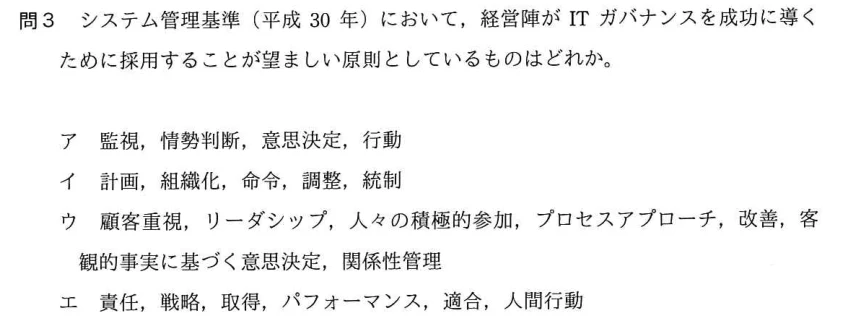 問3 システム管理基準（平成 30 年）において，経営陣が IT ガバナンスを成功に導く
ために採用することが望ましい原則としているものはどれか。
ア 監視，情勢判断，意思決定，行動
イ 計画，組織化，命令，調整，統制
ウ 顧客重視，リーダシップ，人々の積極的参加，プロセスアプローチ，改善，客
観的事実に基づく意思決定，関係性管理
エ 責任，戦略，取得，パフォーマンス，適合，人間行動